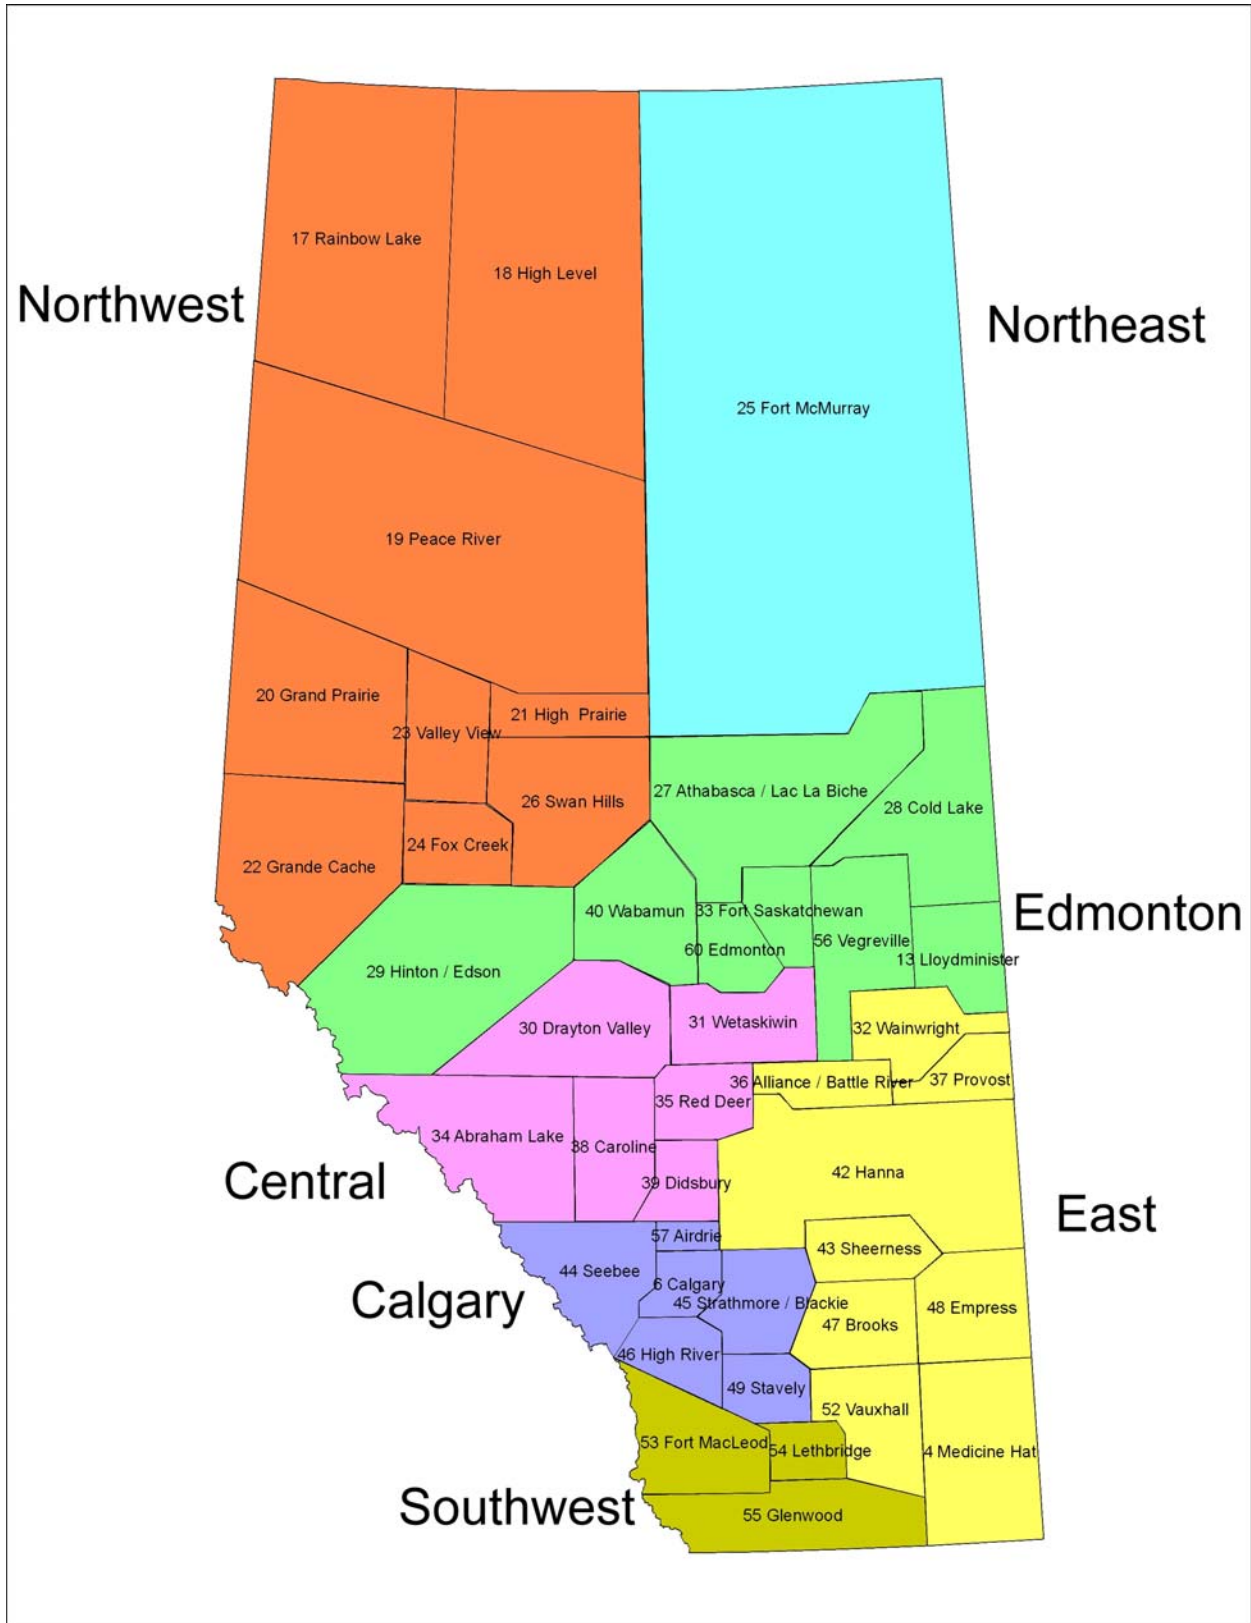 17 Rainbow Lake
18 High Level
Northwest
Northeast
25 Fort McMurray
19 Peace River
20 Grand Prairie
21 High Prairie
23 Valley View
27 Athabasca / Lac La Biche
26 Swan Hills
28 Cold Lake
24 Fox Creek
22 Grande Cache
40 Wabamun
33 Fort Saskatchewan
Edmonton
56 Vegreville
60 Edmonton
13 Lloydminister
29 Hinton / Edson
31 Wetaskiwin
30 Drayton Valley
32 Wainwright
36 Alliance / Battle River
37 Provost
35 Red Deer
34 Abraham Lake
38 Caroline
42 Hanna
39 Didsbury
Central
East
57 Airdrie
43 Sheerness
44 Seebee
6 Calgary
Calgary
45 Strathmore / Blackie
48 Empress
47 Brooks
46 High River
49 Stavely
52 Vauxhall
53 Fort MacLeod
54 Lethbridge
4 Medicine Hat
Southwest
55 Glenwood